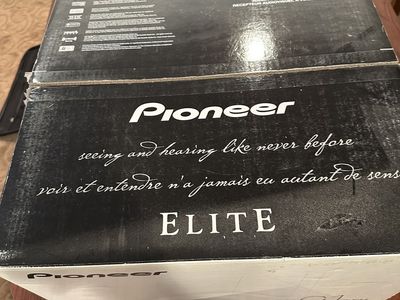 Pioneer
seeing and hearing like never before
voir et entendre n'a jamais eu autant de sens
ELITE
Pioneer